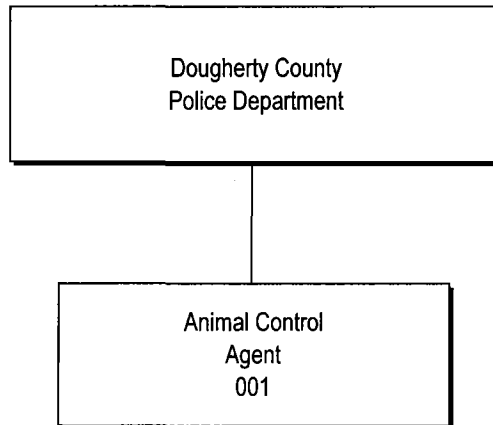 Dougherty County
Police Department
Animal Control
Agent
001